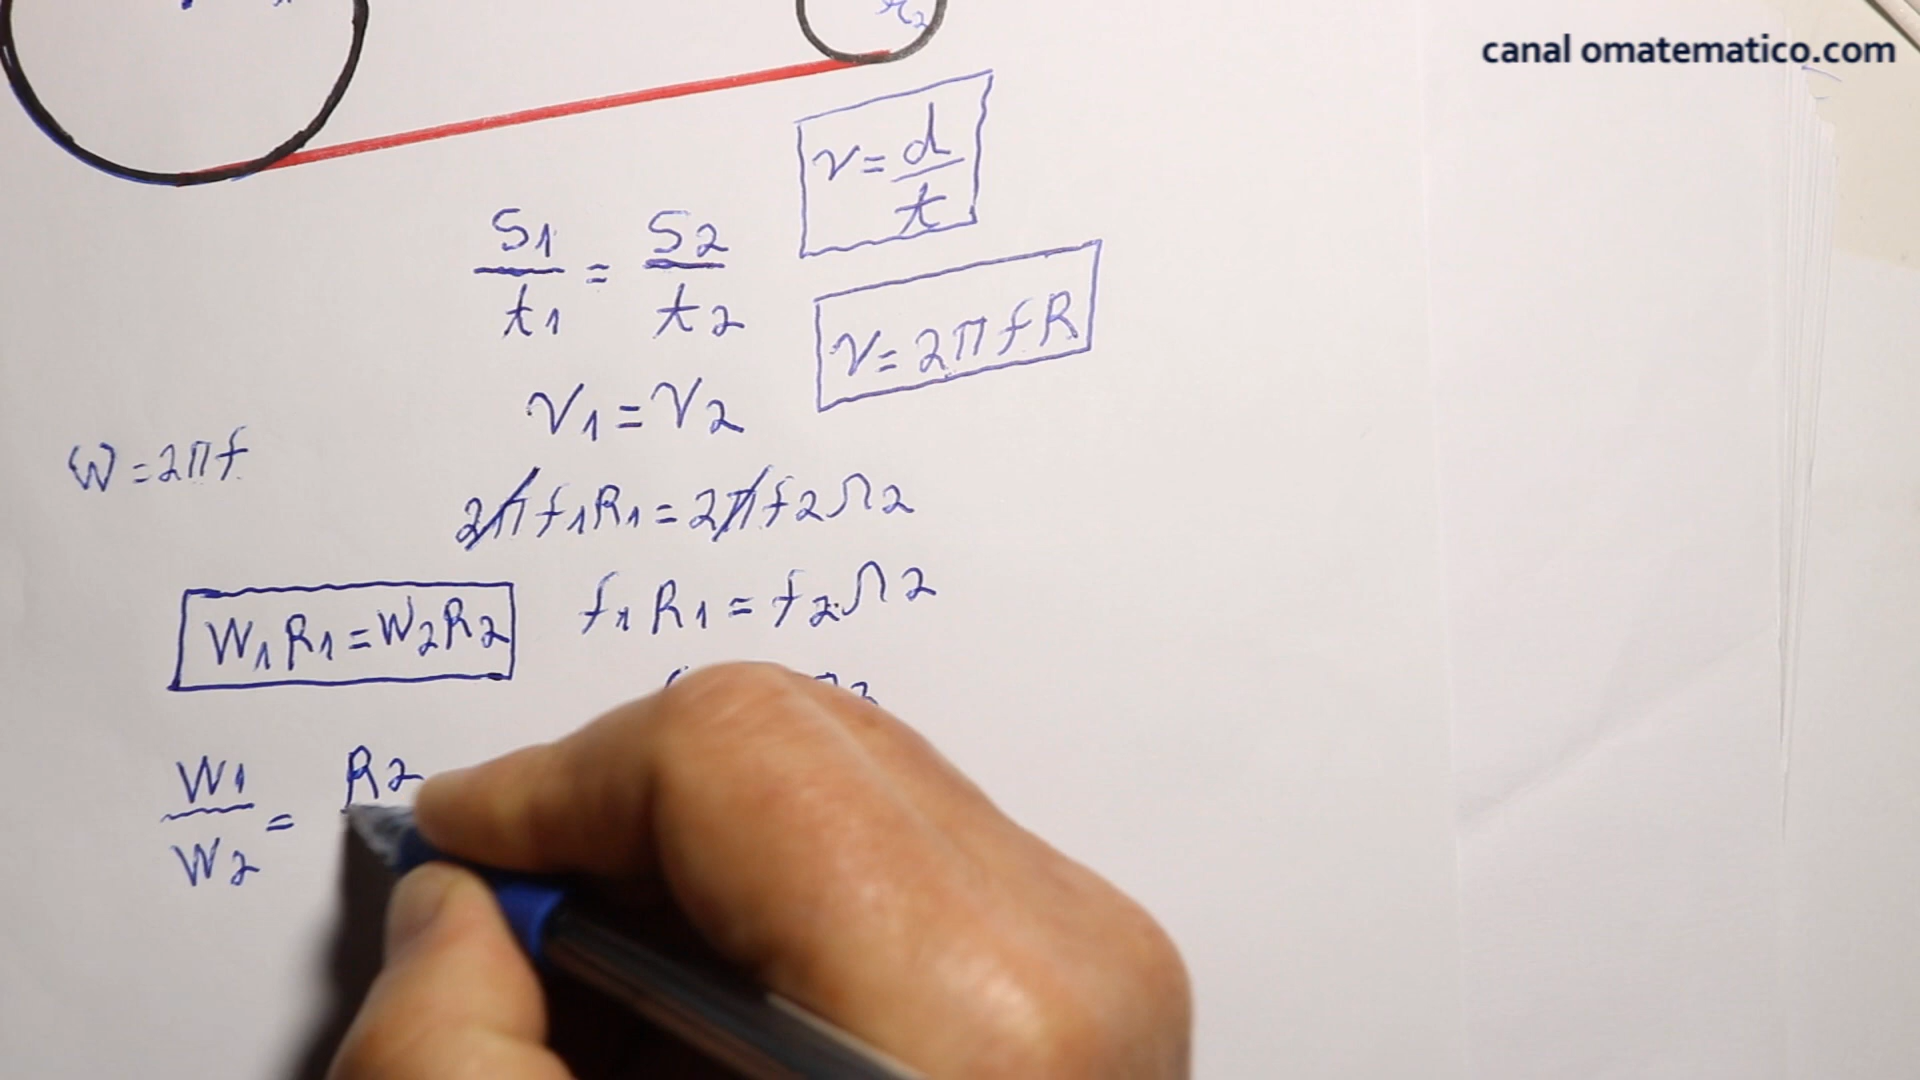 canal omatematico.com
r2
v = d/t
S1/t1 = S2/t2
v = 2πfR
v1 = v2
W = 2πf
2πf1R1 = 2πf2r2
f1R1 = f2r2
W1R1 = W2R2
W1/W2 = R2